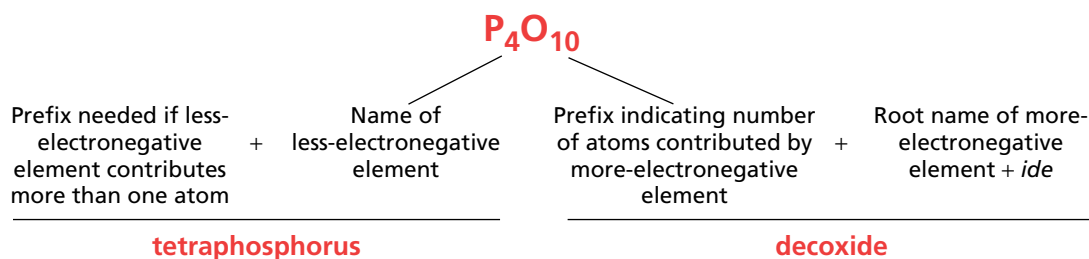 P4O10
Prefix needed if less-
electronegative
element contributes
more than one atom
+
Name of
less-electronegative
element
Prefix indicating number
of atoms contributed by
more-electronegative
element
+
Root name of more-
electronegative
element + ide
tetraphosphorus
decoxide